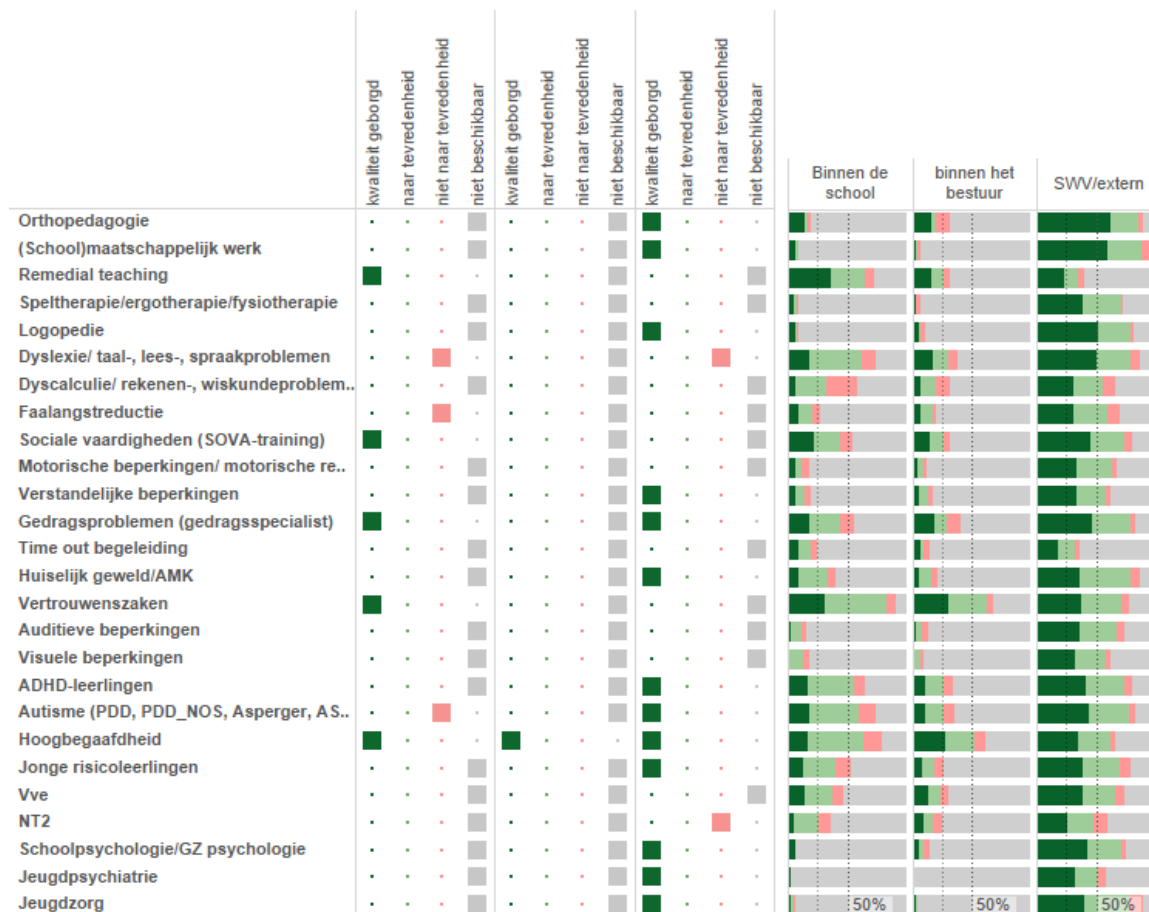 kwaliteit geborgd
naar tevredenheid
niet naar tevredenheid
niet beschikbaar
kwaliteit geborgd
naar tevredenheid
niet naar tevredenheid
niet beschikbaar
kwaliteit geborgd
naar tevredenheid
niet naar tevredenheid
niet beschikbaar
Binnen de
school
binnen het
bestuur
SWV/extern
Orthopedagogie
(School)maatschappelijk werk
Remedial teaching
Speltherapie/ergotherapie/fysiotherapie
Logopedie
Dyslexie/ taal-, lees-, spraakproblemen
Dyscalculie/ rekenen-, wiskundeproblem..
Faalangstreductie
Sociale vaardigheden (SOVA-training)
Motorische beperkingen/ motorische re..
Verstandelijke beperkingen
Gedragsproblemen (gedragsspecialist)
Time out begeleiding
Huiselijk geweld/AMK
Vertrouwenszaken
Auditieve beperkingen
Visuele beperkingen
ADHD-leerlingen
Autisme (PDD, PDD_NOS, Asperger, AS..
Hoogbegaafdheid
Jonge risicoleerlingen
Vve
NT2
Schoolpsychologie/GZ psychologie
Jeugdpsychiatrie
Jeugdzorg 50% 50% 50%